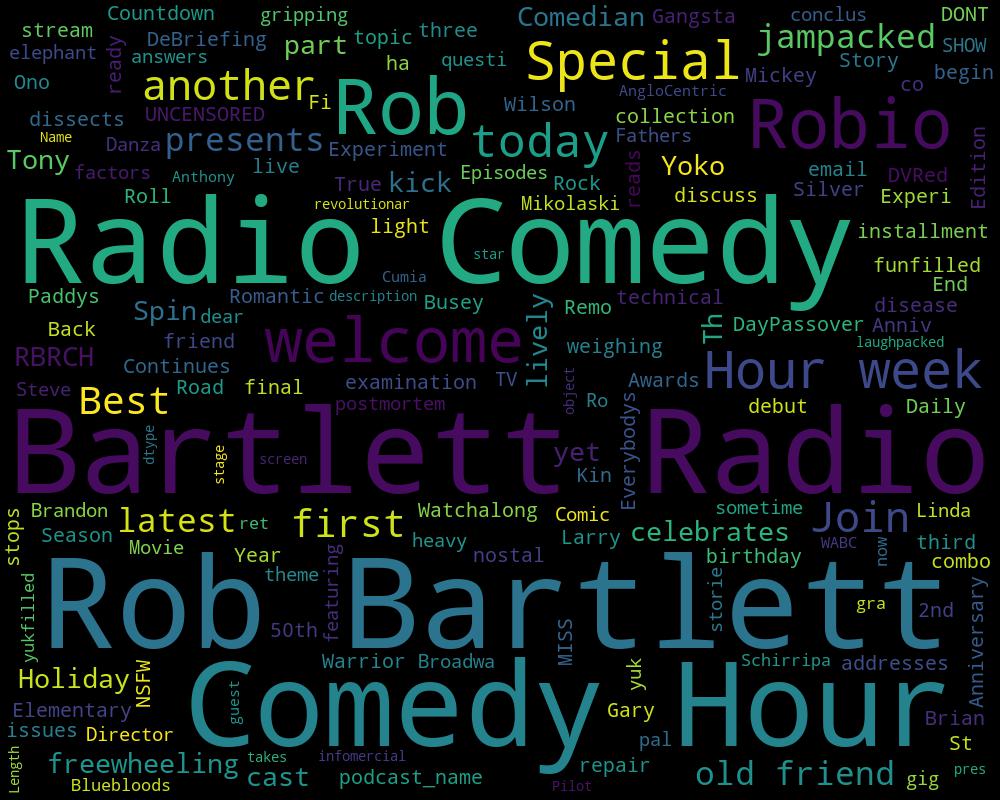 Countdown gripping Comedian Gangsta conclus DONT
stream DeBriefing part topic three jampacked SHOW
elephant ready answers ha questi Special Story
Ono another Fi Rob Mickey begin
AngloCentric co
dissects UNCENSORED Wilson collection Robio
Name Danza presents Experiment today Fathers Edition
Tony factors Anthony live Episodes reads Yoko email DVRed
Roll True kick Rock discuss Silver Experi
revolutionar Mikolaski
Radio Comedy light star installment
Cumia funfilled
Paddys Romantic description Busey Remo technical End
Spin dear lively Th disease
Back friend welcome weighing DayPassover Anniv
RBRCH laughpacked
Continues Hour week
Steve Best Road final examination TV object Ro Awards
postmortem Everybodys debut Daily
Bartlett Radio
dtype stage screen yet Kin
stops Brandon latest ret first Watchalong Comic sometime Join Linda
Season heavy Larry celebrates WABC now third
Movie Year nostal birthday combo
yukfilled Rob theme featuring Bartlett storie gra 2nd
50th MISS Anniversary
Holiday NSFW Warrior Broadwa yuk Schirripa addresses
Elementary guest Comedy Hour Gary Brian
issues Director pal St
Length freewheeling takes infomercial repair pres
Bluebloods cast podcast_name Pilot old friend gig